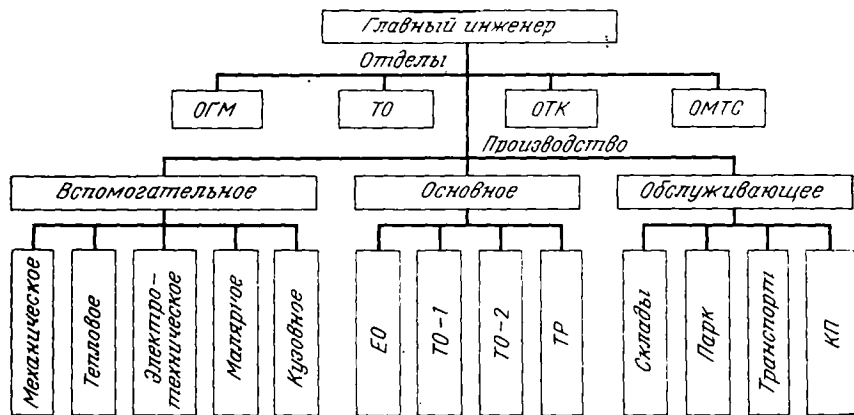 Главный инженер
Отделы
ОГМ
ТО
ОТК
ОМТС
Производство
Вспомогательное
Основное
Обслуживающее
Механическое
Тепловое
Электро-
техническое
Малярное
Кузовное
ЕО
ТО-1
ТО-2
ТР
Склады
Парк
Транспорт
КП